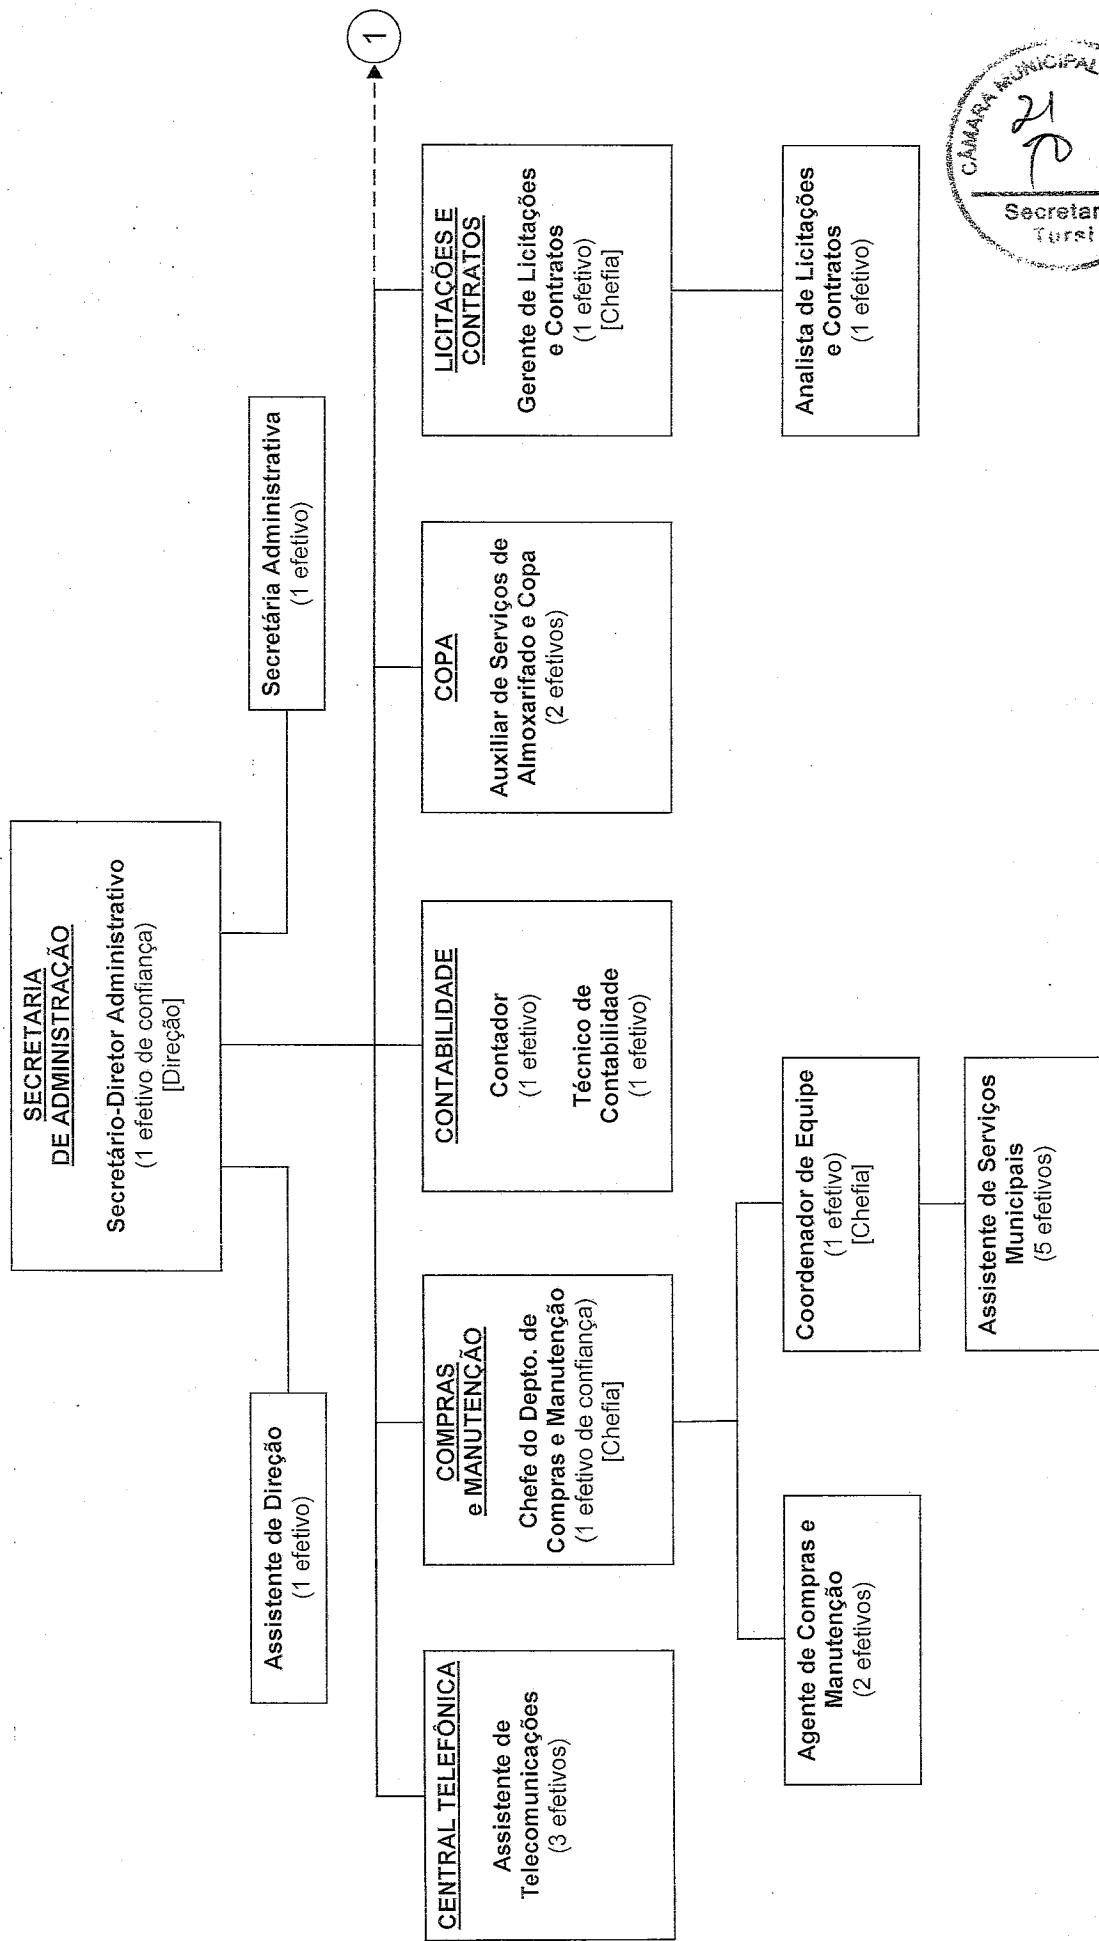 SECRETARIA
DE ADMINISTRAÇÃO
Secretário-Diretor Administrativo
(1 efetivo de confiança)
[Direção]
Assistente de Direção
(1 efetivo)
Secretária Administrativa
(1 efetivo)
1
CENTRAL TELEFÔNICA
Assistente de
Telecomunicações
(3 efetivos)
COMPRAS
e MANUTENÇÃO
Chefe do Depto. de
Compras e Manutenção
(1 efetivo de confiança)
[Chefia]
CONTABILIDADE
Contador
(1 efetivo)
Técnico de
Contabilidade
(1 efetivo)
COPA
Auxiliar de Serviços de
Almoxarifado e Copa
(2 efetivos)
LICITAÇÕES E
CONTRATOS
Gerente de Licitações
e Contratos
(1 efetivo)
[Chefia]
Agente de Compras e
Manutenção
(2 efetivos)
Coordenador de Equipe
(1 efetivo)
[Chefia]
Analista de Licitações
e Contratos
(1 efetivo)
Assistente de Serviços
Municipais
(5 efetivos)
CÂMARA MUNICIPAL
21
Secretar